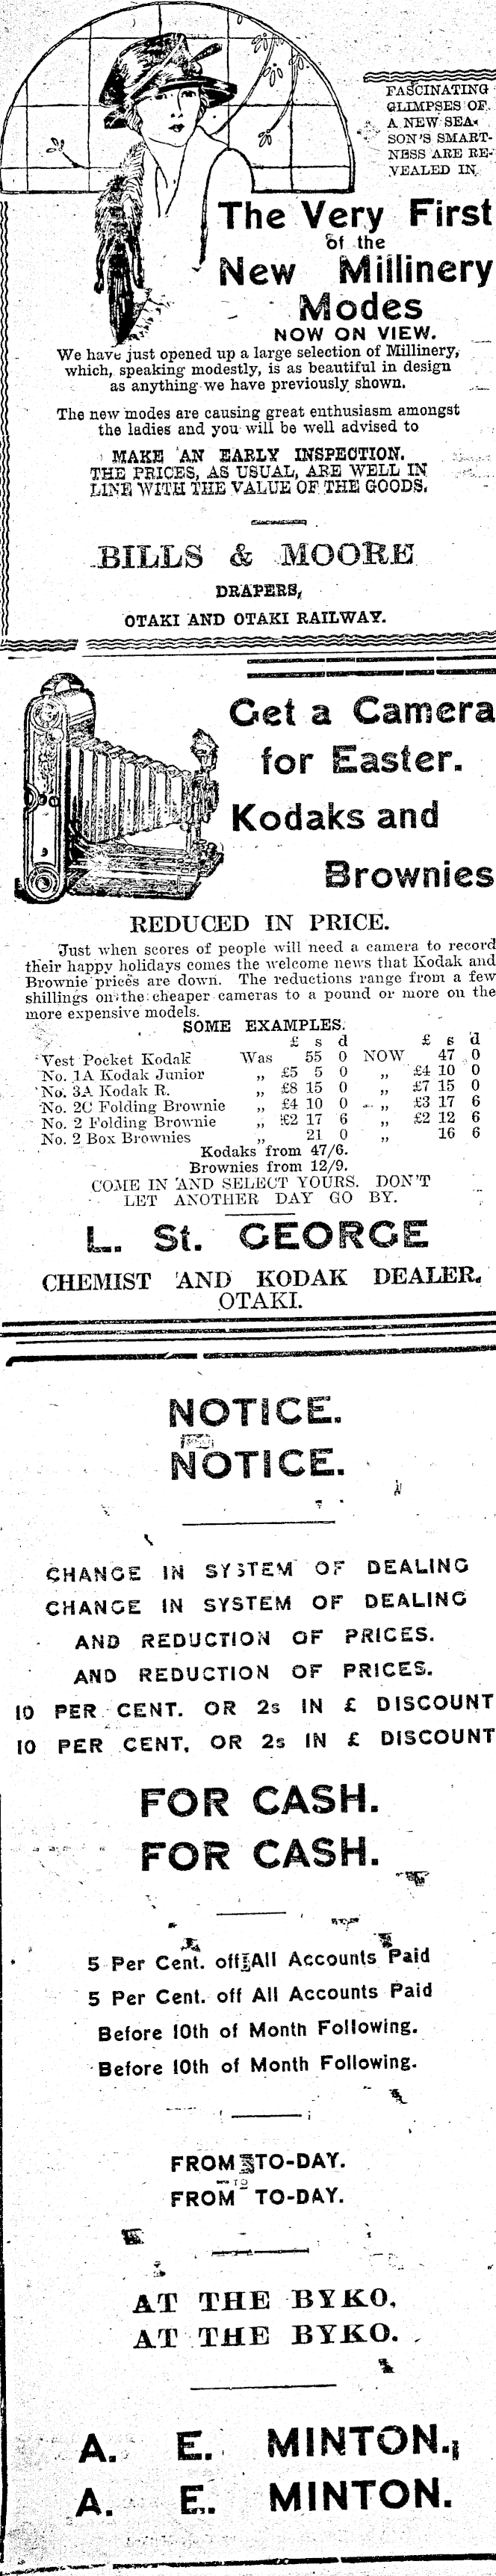 FASCINATING
GLIMPSES OF
A NEW SEA-
SON'S SMART-
NESS ARE RE-
VEALED IN
The Very First
of the
New Millinery
Modes
NOW ON VIEW.
We have just opened up a large selection of Millinery,
which, speaking modestly, is as beautiful in design
as anything we have previously shown.
The new modes are causing great enthusiasm amongst
the ladies and you will be well advised to
MAKE AN EARLY INSPECTION.
THE PRICES, AS USUAL, ARE WELL IN
LINE WITH THE VALUE OF THE GOODS.
BILLS & MOORE
DRAPERS,
OTAKI AND OTAKI RAILWAY.
Get a Camera
for Easter.
Kodaks and
Brownies
REDUCED IN PRICE.
Just when scores of people will need a camera to record
their happy holidays comes the welcome news that Kodak and
Brownie prices are down. The reductions range from a few
shillings on the cheaper cameras to a pound or more on the
more expensive models.
SOME EXAMPLES.
£ s d £ s d
Vest Pocket Kodak Was 55 0 NOW 47 0
No. 1A Kodak Junior „ £5 5 0 „ £4 10 0
No. 3A Kodak R. „ £8 15 0 „ £7 15 0
No. 2C Folding Brownie „ £4 10 0 „ £3 17 6
No. 2 Folding Brownie „ £2 17 6 „ £2 12 6
No. 2 Box Brownies „ 21 0 „ 16 6
Kodaks from 47/6.
Brownies from 12/9.
COME IN AND SELECT YOURS. DON'T
LET ANOTHER DAY GO BY.
L. St. GEORGE
CHEMIST AND KODAK DEALER,
OTAKI.
NOTICE.
NOTICE.
CHANGE IN SYSTEM OF DEALING
CHANGE IN SYSTEM OF DEALING
AND REDUCTION OF PRICES.
AND REDUCTION OF PRICES.
10 PER CENT. OR 2s IN £ DISCOUNT
10 PER CENT. OR 2s IN £ DISCOUNT
FOR CASH.
FOR CASH.
5 Per Cent. off All Accounts Paid
5 Per Cent. off All Accounts Paid
Before 10th of Month Following.
Before 10th of Month Following.
FROM TO-DAY.
FROM TO-DAY.
AT THE BYKO.
AT THE BYKO.
A. E. MINTON.
A. E. MINTON.